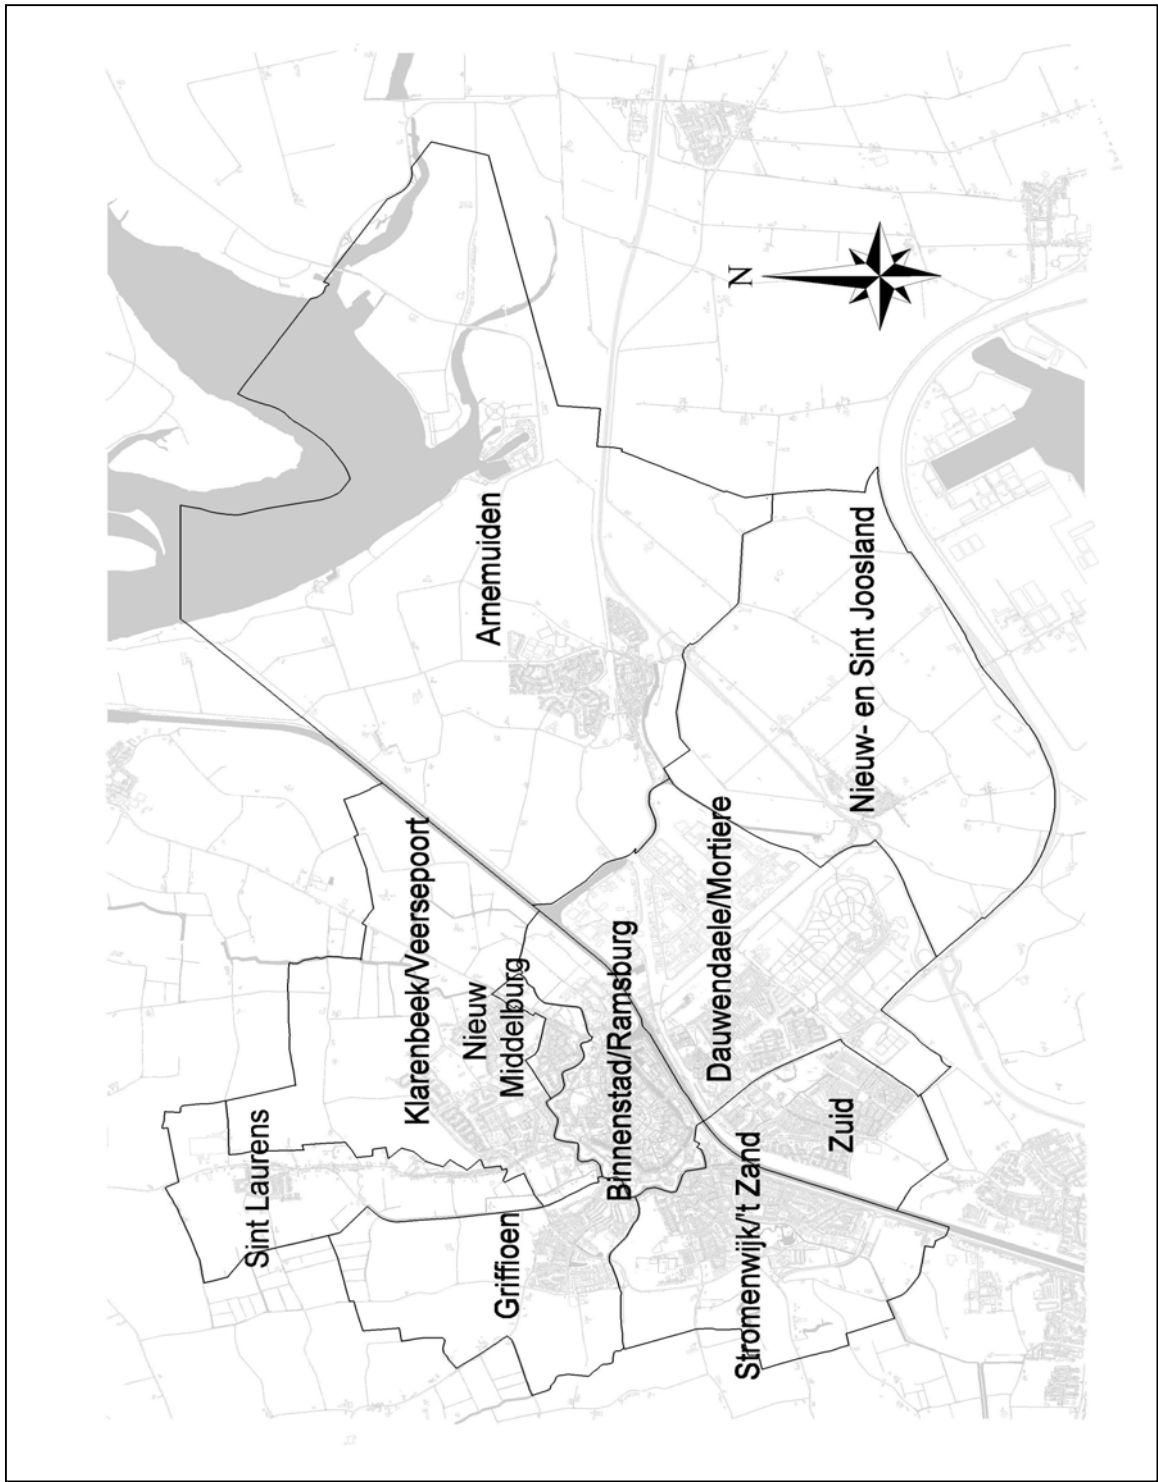 Sint Laurens
Klarenbeek/Veersepoort
Arnemuiden
Nieuw
Middelburg
Griffioen
Binnenstad/Ramsburg
Dauwendaele/Mortiere
N
Stromenwijk/'t Zand
Zuid
Nieuw- en Sint Joosland